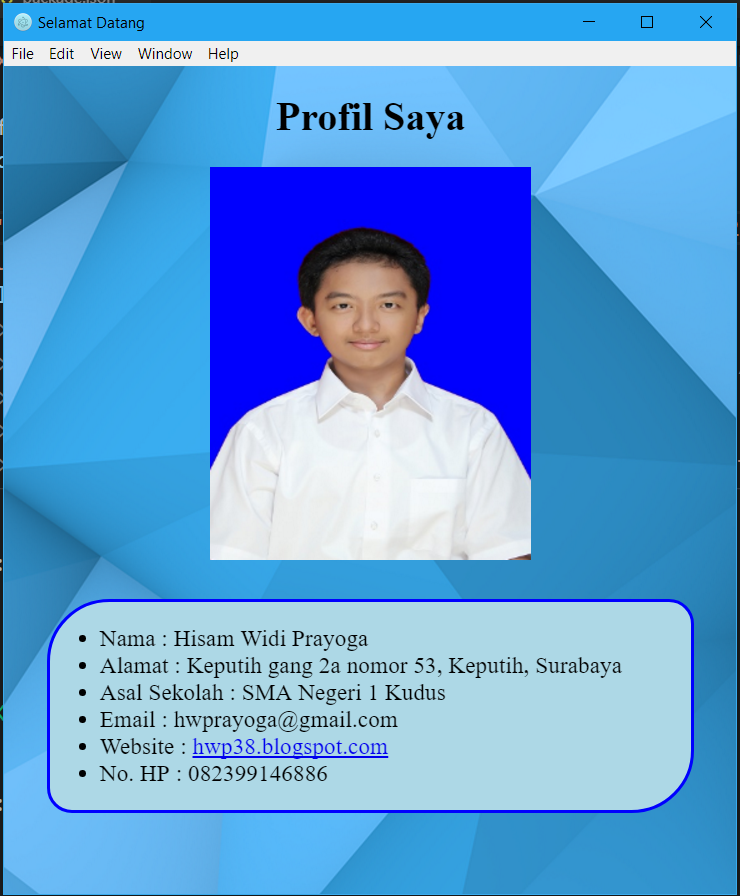 Selamat Datang
File Edit View Window Help
Profil Saya
Nama : Hisam Widi Prayoga
Alamat : Keputih gang 2a nomor 53, Keputih, Surabaya
Asal Sekolah : SMA Negeri 1 Kudus
Email : hwprayoga@gmail.com
Website : hwp38.blogspot.com
No. HP : 082399146886